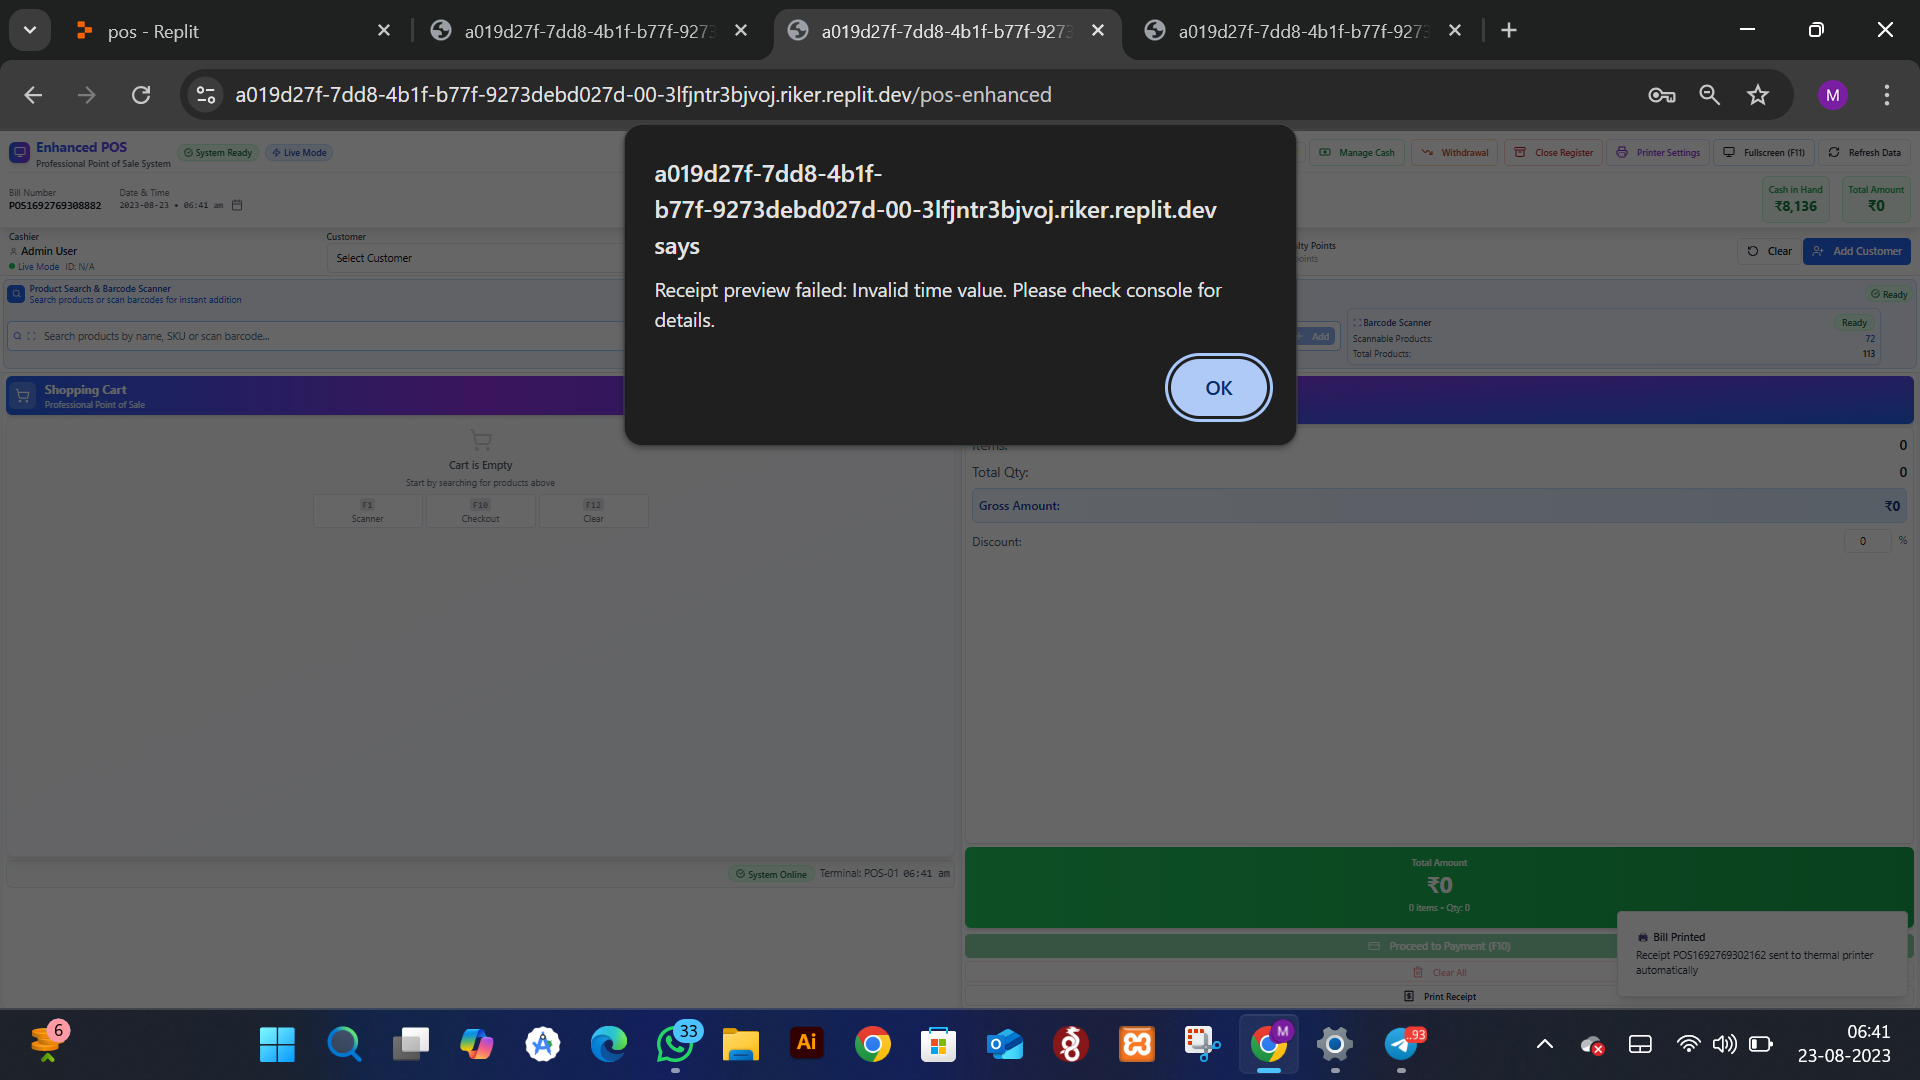 pos - Replit
a019d27f-7dd8-4b1f-b77f-9273
a019d27f-7dd8-4b1f-b77f-9273
a019d27f-7dd8-4b1f-b77f-9273
a019d27f-7dd8-4b1f-b77f-9273debd027d-00-3lfjntr3bjvoj.riker.replit.dev/pos-enhanced
M
Enhanced POS
Professional Point of Sale System
System Ready
Live Mode
Manage Cash
Withdrawal
Close Register
Printer Settings
Fullscreen (F11)
Refresh Data
Bill Number
POS1692769308882
Date & Time
2023-08-23 • 06:41 am
Cash in Hand
₹8,136
Total Amount
₹0
a019d27f-7dd8-4b1f-
b77f-9273debd027d-00-3lfjntr3bjvoj.riker.replit.dev
says
Receipt preview failed: Invalid time value. Please check console for
details.
OK
Cashier
Admin User
Live Mode ID: N/A
Customer
Select Customer
lty Points
oints
Clear
Add Customer
Product Search & Barcode Scanner
Search products or scan barcodes for instant addition
Ready
Search products by name, SKU or scan barcode...
Add
Barcode Scanner
Ready
Scannable Products: 72
Total Products: 113
Shopping Cart
Professional Point of Sale
Cart is Empty
Start by searching for products above
F1
Scanner
F10
Checkout
F12
Clear
Items: 0
Total Qty: 0
Gross Amount: ₹0
Discount: 0 %
System Online
Terminal: POS-01 06:41 am
Total Amount
₹0
0 items • Qty: 0
Proceed to Payment (F10)
Clear All
Print Receipt
Bill Printed
Receipt POS1692769302162 sent to thermal printer
automatically
6
33
Ai
M
..93
06:41
23-08-2023